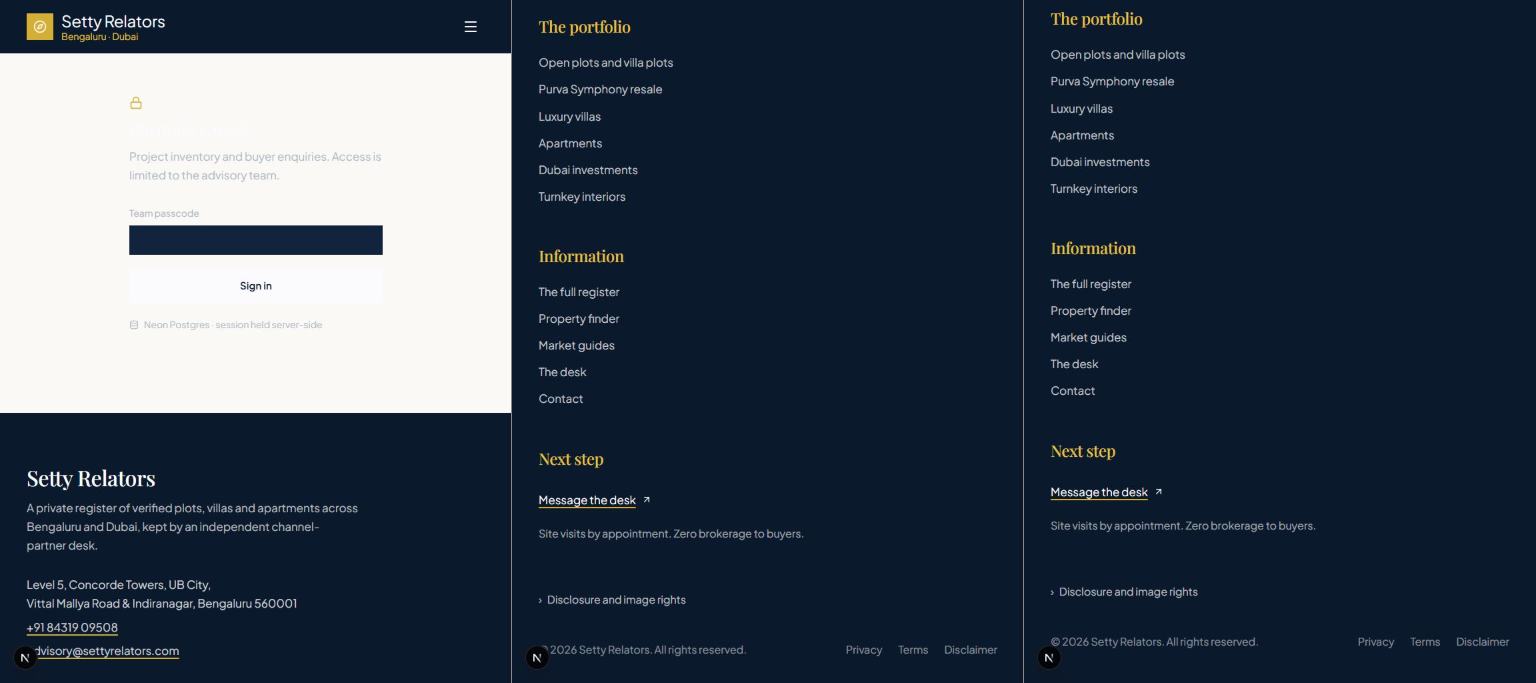 Setty Relators
Bengaluru · Dubai
Project inventory and buyer enquiries. Access is
limited to the advisory team.
Team passcode
Sign in
Neon Postgres · session held server-side
Setty Relators
A private register of verified plots, villas and apartments across
Bengaluru and Dubai, kept by an independent channel-
partner desk.
Level 5, Concorde Towers, UB City,
Vittal Mallya Road & Indiranagar, Bengaluru 560001
+91 84319 09508
dvisory@settyrelators.com
N
The portfolio
Open plots and villa plots
Purva Symphony resale
Luxury villas
Apartments
Dubai investments
Turnkey interiors
Information
The full register
Property finder
Market guides
The desk
Contact
Next step
Message the desk ↗
Site visits by appointment. Zero brokerage to buyers.
› Disclosure and image rights
N
2026 Setty Relators. All rights reserved.
Privacy Terms Disclaimer
The portfolio
Open plots and villa plots
Purva Symphony resale
Luxury villas
Apartments
Dubai investments
Turnkey interiors
Information
The full register
Property finder
Market guides
The desk
Contact
Next step
Message the desk ↗
Site visits by appointment. Zero brokerage to buyers.
› Disclosure and image rights
© 2026 Setty Relators. All rights reserved.
Privacy Terms Disclaimer
N